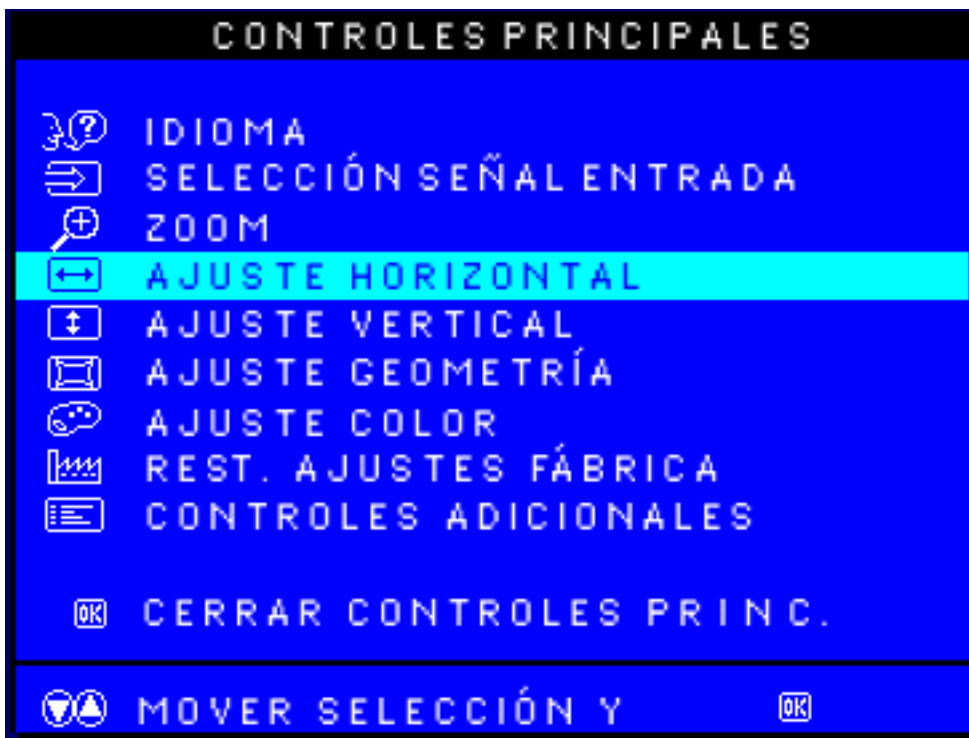 CONTROLES PRINCIPALES
IDIOMA
SELECCIÓN SEÑAL ENTRADA
ZOOM
AJUSTE HORIZONTAL
AJUSTE VERTICAL
AJUSTE GEOMETRÍA
AJUSTE COLOR
REST. AJUSTES FÁBRICA
CONTROLES ADICIONALES
OK CERRAR CONTROLES PRINC.
MOVER SELECCIÓN Y OK